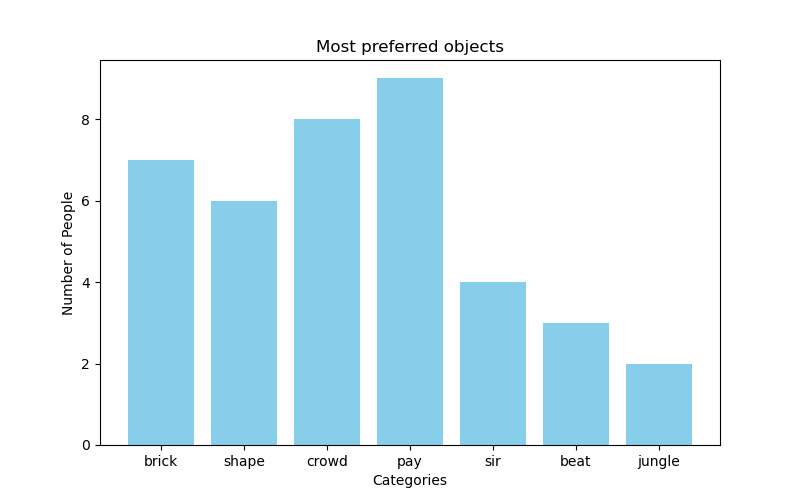 Most preferred objects
Number of People
8
6
4
2
0
brick shape crowd pay sir beat jungle
Categories